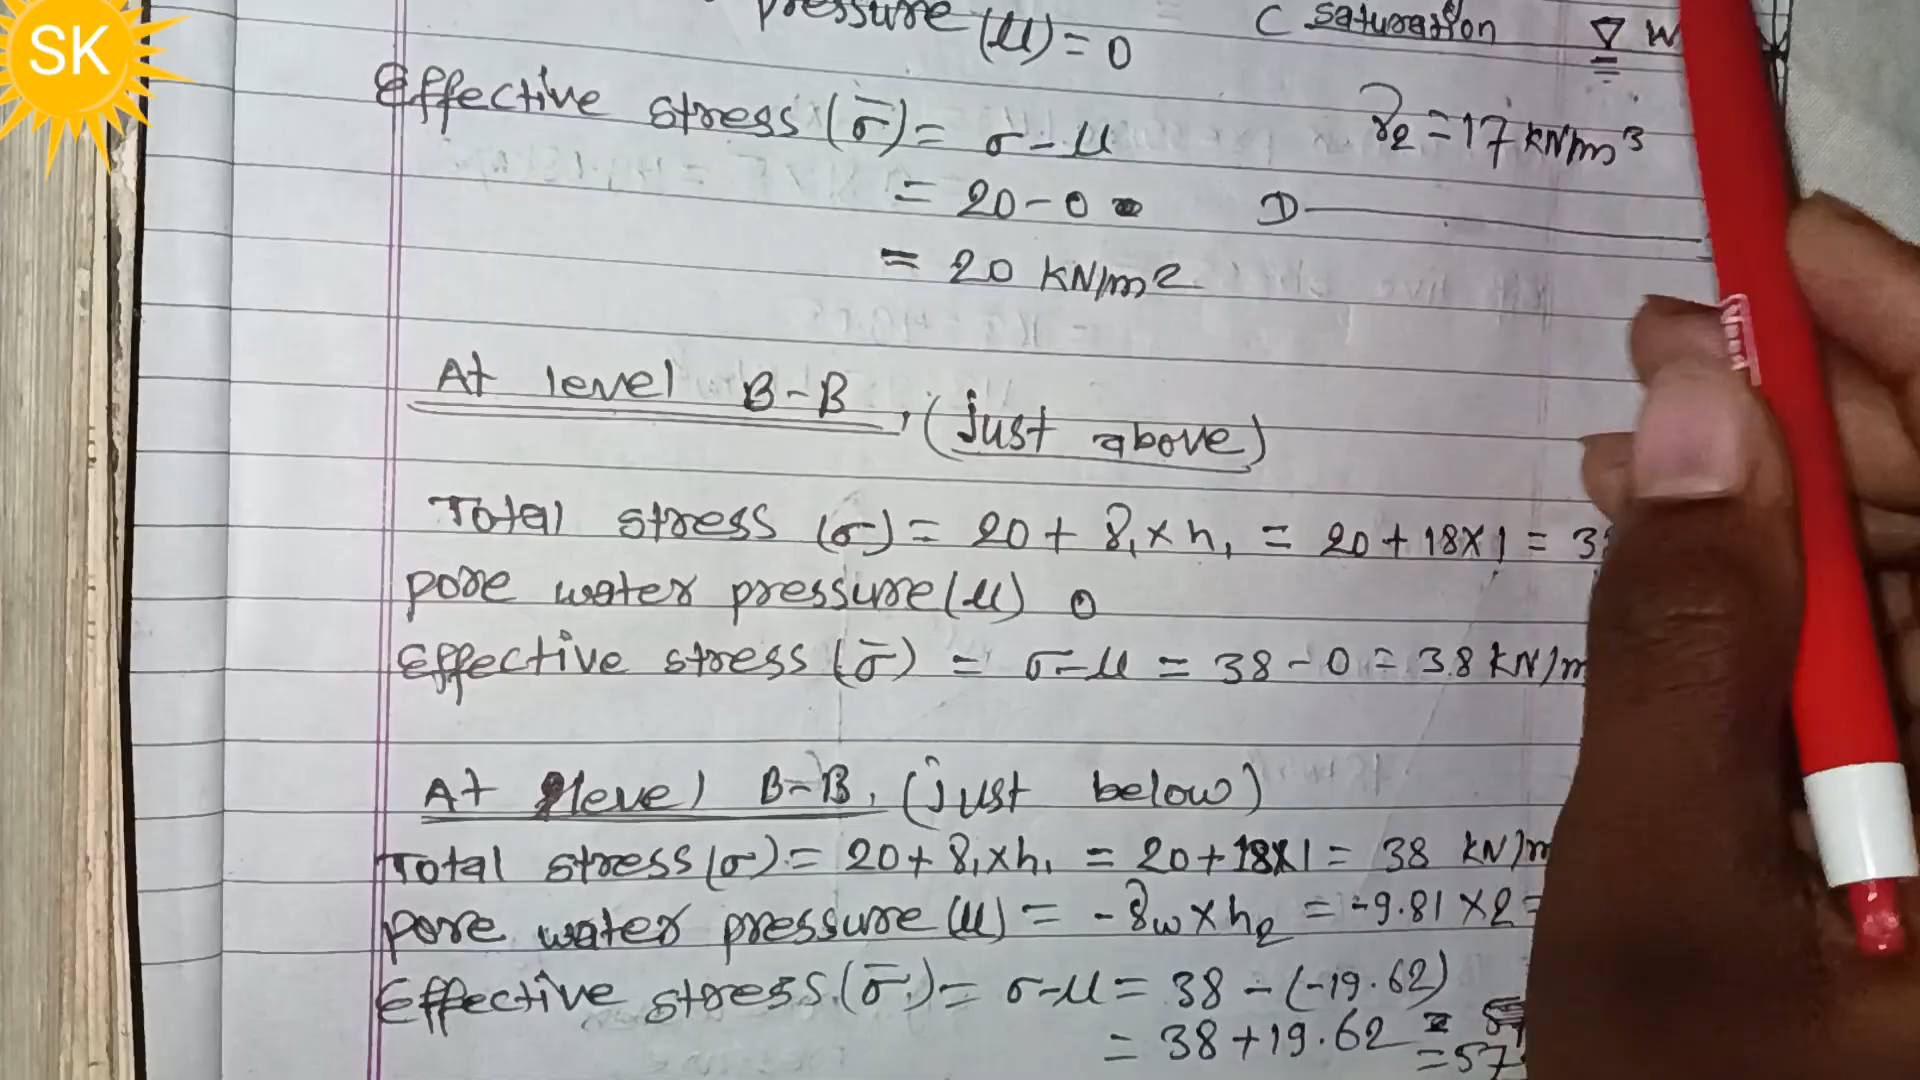 SK
pressure (u) = 0
C saturation
Effective stress (σ̅) = σ - u
γ2 = 17 kN/m3
= 20 - 0
D
= 20 kN/m2
At level B-B, (just above)
Total stress (σ) = 20 + γ1 × h1 = 20 + 18×1 = 3
pore water pressure (u) 0
Effective stress (σ̅) = σ - u = 38 - 0 = 38 kN/m
At level B-B, (just below)
Total stress (σ) = 20 + γ1×h1 = 20 + 18×1 = 38 kN/m
pore water pressure (u) = - γw × h2 = -9.81 × 2 =
Effective stress (σ̅) = σ - u = 38 - (-19.62)
= 38 + 19.62
= 57